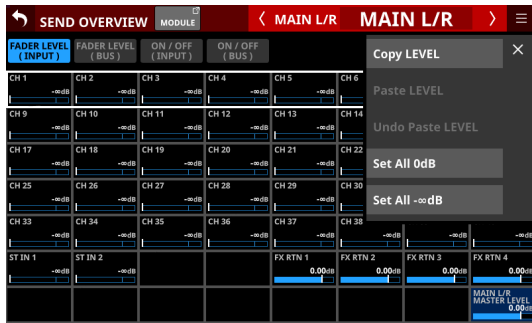 SEND OVERVIEW
MODULE
MAIN L/R
MAIN L/R
FADER LEVEL
( INPUT )
FADER LEVEL
( BUS )
ON / OFF
( INPUT )
ON / OFF
( BUS )
Copy LEVEL
Paste LEVEL
Undo Paste LEVEL
Set All 0dB
Set All -∞dB
CH 1
CH 2
CH 3
CH 4
CH 5
CH 6
-∞dB
-∞dB
-∞dB
-∞dB
-∞dB
CH 9
CH 10
CH 11
CH 12
CH 13
CH 14
-∞dB
-∞dB
-∞dB
-∞dB
-∞dB
CH 17
CH 18
CH 19
CH 20
CH 21
CH 22
-∞dB
-∞dB
-∞dB
-∞dB
-∞dB
CH 25
CH 26
CH 27
CH 28
CH 29
CH 30
-∞dB
-∞dB
-∞dB
-∞dB
-∞dB
CH 33
CH 34
CH 35
CH 36
CH 37
CH 38
-∞dB
-∞dB
-∞dB
-∞dB
-∞dB
-∞dB
-∞dB
-∞dB
ST IN 1
ST IN 2
FX RTN 1
FX RTN 2
FX RTN 3
FX RTN 4
-∞dB
-∞dB
0.00dB
0.00dB
0.00dB
0.00dB
MAIN L/R
MASTER LEVEL
0.00dB